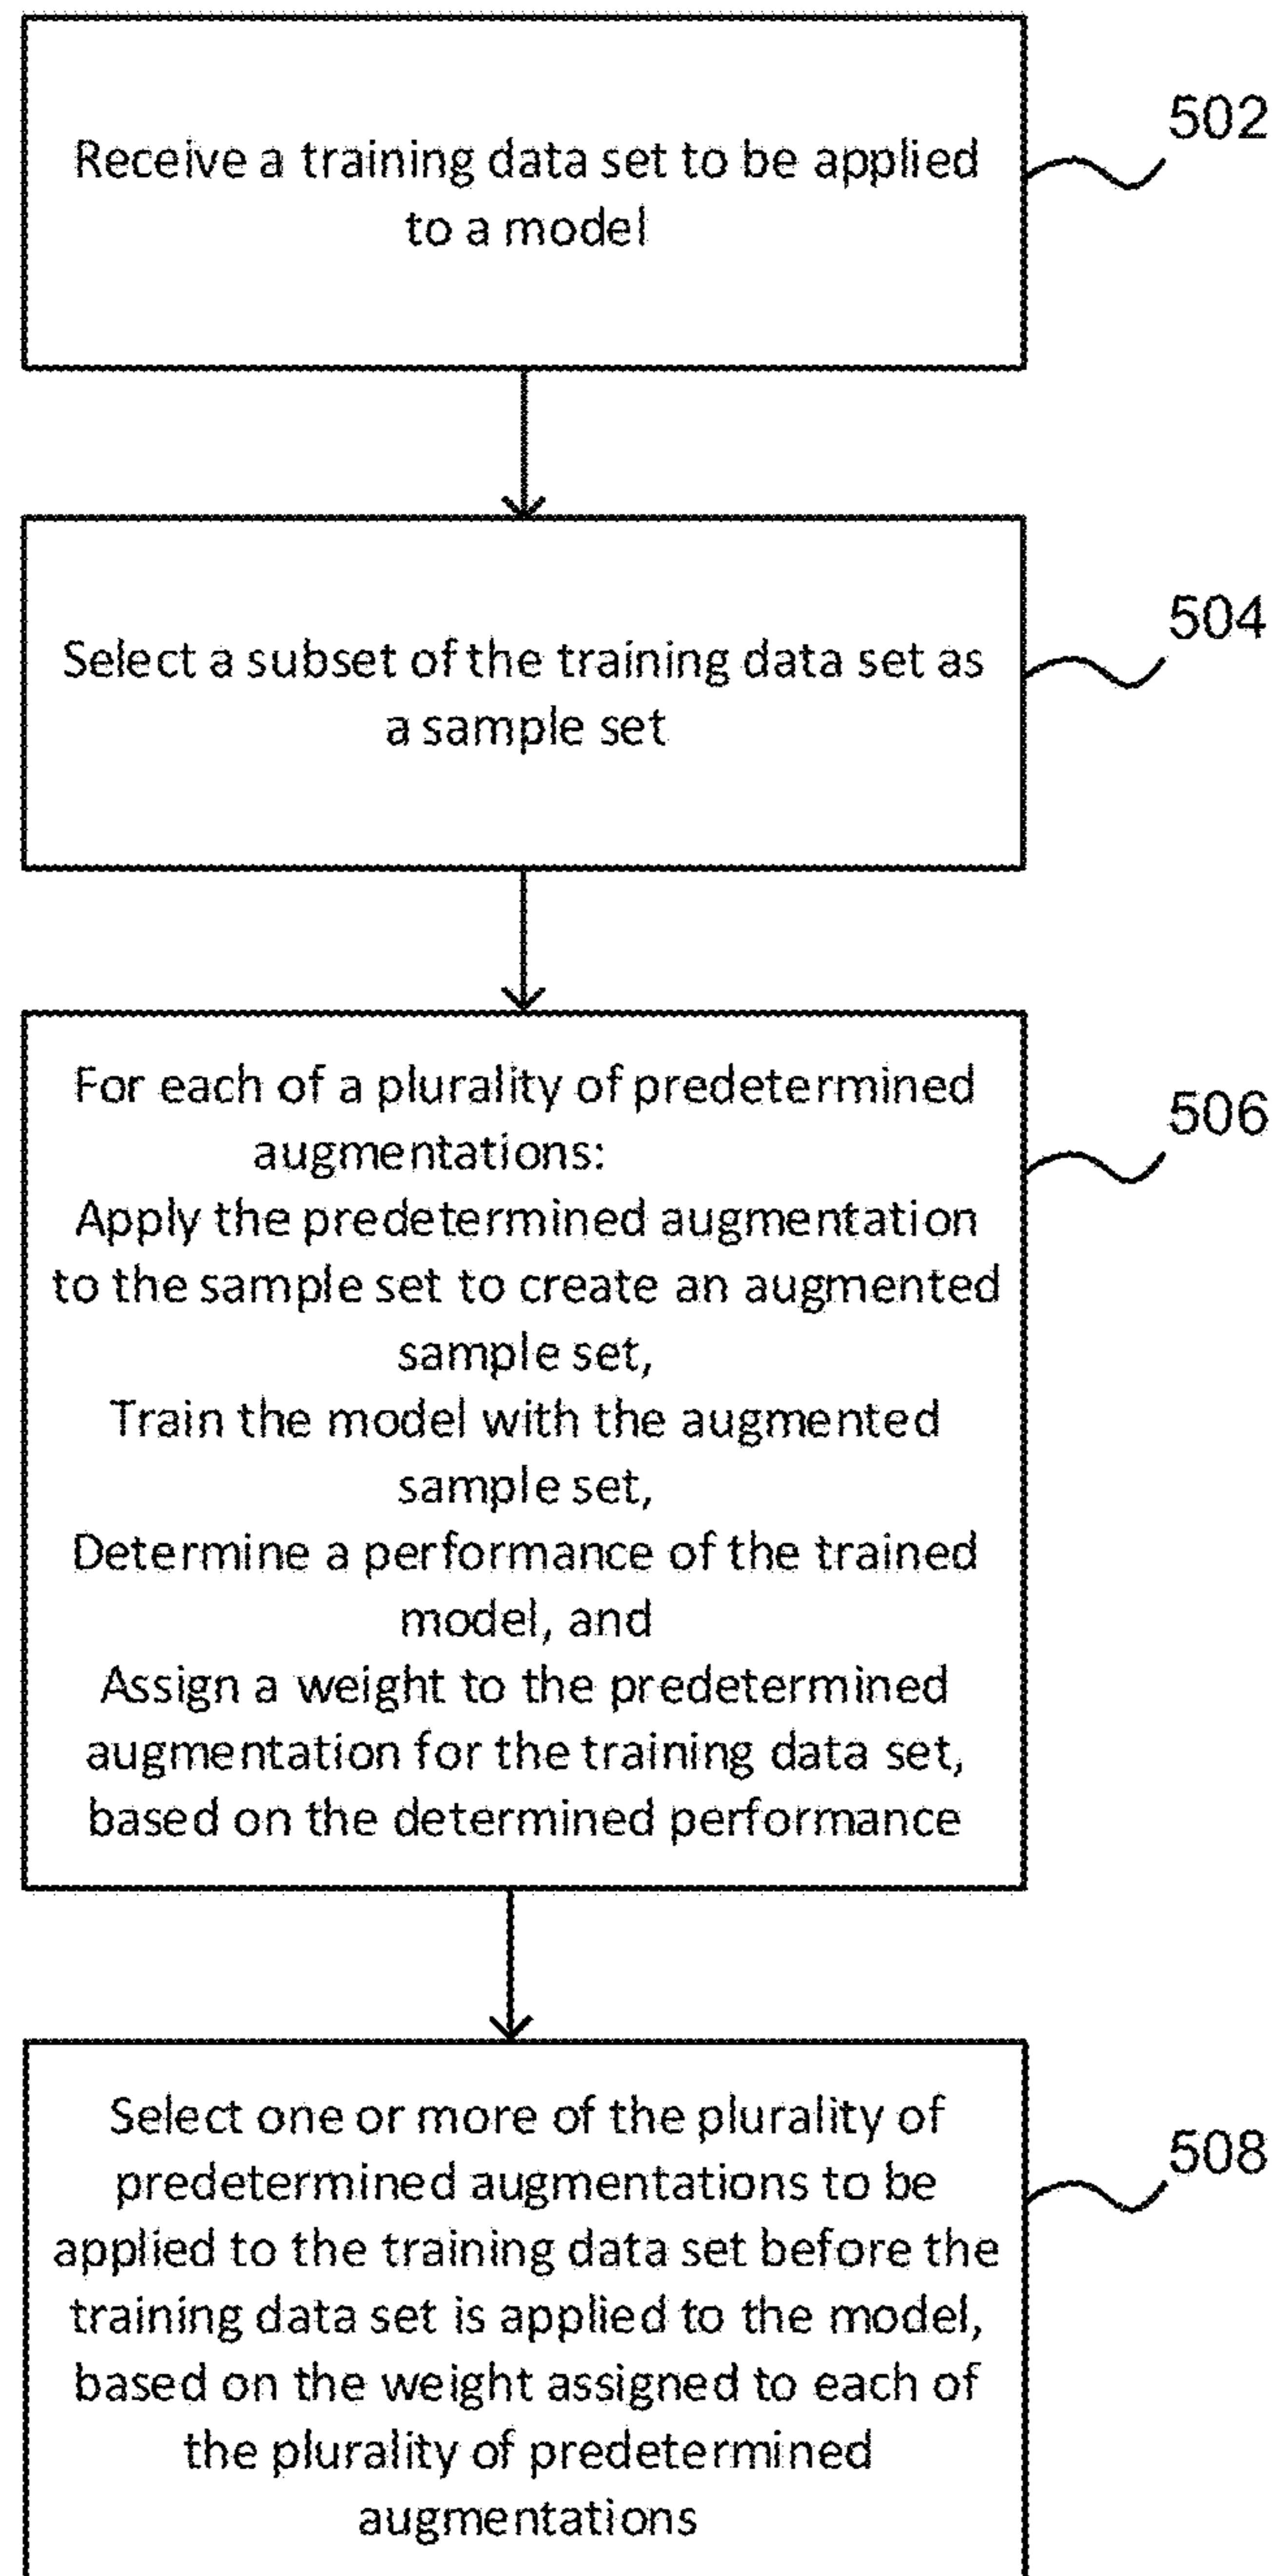 Receive a training data set to be applied
to a model
502
Select a subset of the training data set as
a sample set
504
For each of a plurality of predetermined
augmentations:
Apply the predetermined augmentation
to the sample set to create an augmented
sample set,
Train the model with the augmented
sample set,
Determine a performance of the trained
model, and
Assign a weight to the predetermined
augmentation for the training data set,
based on the determined performance
506
Select one or more of the plurality of
predetermined augmentations to be
applied to the training data set before the
training data set is applied to the model,
based on the weight assigned to each of
the plurality of predetermined
augmentations
508